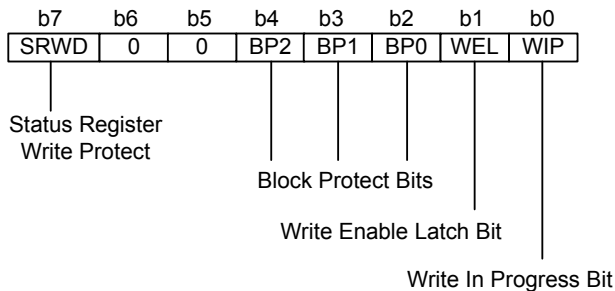 b7 b6 b5 b4 b3 b2 b1 b0
SRWD 0 0 BP2 BP1 BP0 WEL WIP
Status Register
Write Protect
Block Protect Bits
Write Enable Latch Bit
Write In Progress Bit